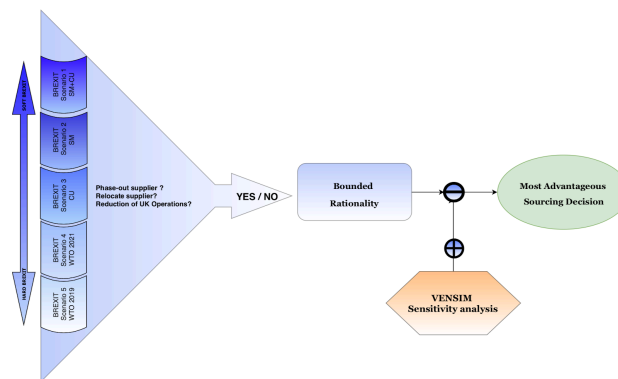 SOFT BREXIT
HARD BREXIT
BREXIT
Scenario 1
SM+CU
BREXIT
Scenario 2
SM
BREXIT
Scenario 3
CU
BREXIT
Scenario 4
WTO 2021
BREXIT
Scenario 5
WTO 2019
Phase-out supplier ?
Relocate supplier?
Reduction of UK Operations?
YES / NO
Bounded
Rationality
Most Advantageous
Sourcing Decision
VENSIM
Sensitivity analysis